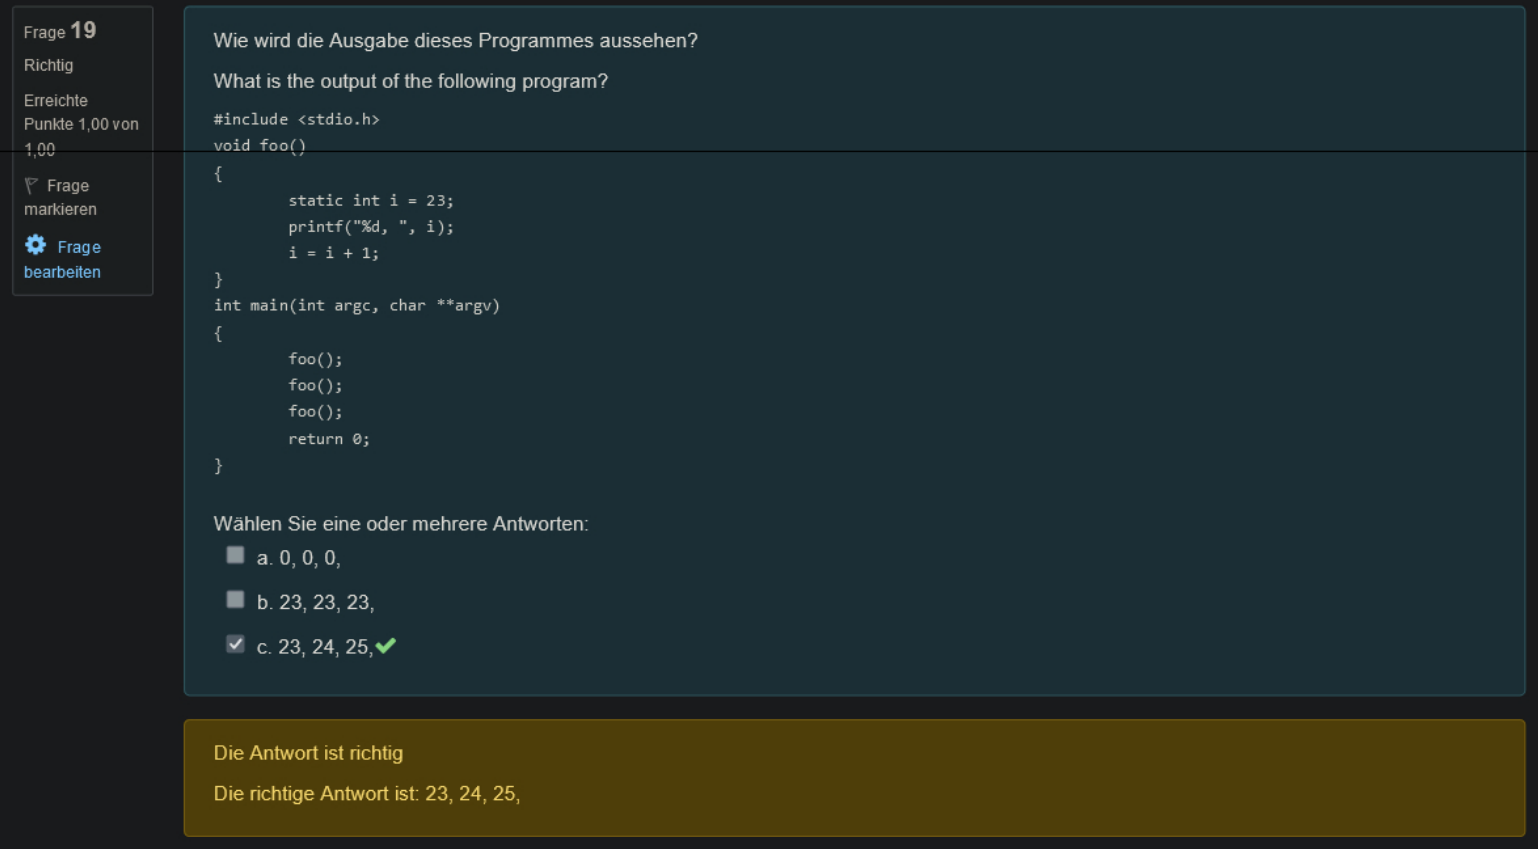 Frage 19
Richtig
Erreichte
Punkte 1,00 von
1,00
Frage
markieren
Frage
bearbeiten
Wie wird die Ausgabe dieses Programmes aussehen?
What is the output of the following program?
#include <stdio.h>
void foo()
{
static int i = 23;
printf("%d, ", i);
i = i + 1;
}
int main(int argc, char **argv)
{
foo();
foo();
foo();
return 0;
}
Wählen Sie eine oder mehrere Antworten:
a. 0, 0, 0,
b. 23, 23, 23,
c. 23, 24, 25,
Die Antwort ist richtig
Die richtige Antwort ist: 23, 24, 25,